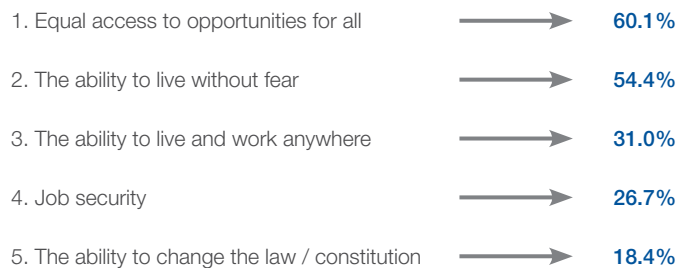 1. Equal access to opportunities for all 60.1%
2. The ability to live without fear 54.4%
3. The ability to live and work anywhere 31.0%
4. Job security 26.7%
5. The ability to change the law / constitution 18.4%